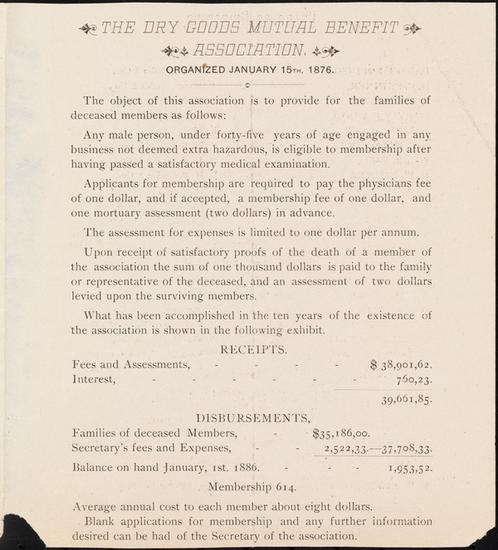 THE DRY GOODS MUTUAL BENEFIT
ASSOCIATION.
ORGANIZED JANUARY 15TH, 1876.
The object of this association is to provide for the families of
deceased members as follows:
Any male person, under forty-five years of age engaged in any
business not deemed extra hazardous, is eligible to membership after
having passed a satisfactory medical examination.
Applicants for membership are required to pay the physicians fee
of one dollar, and if accepted, a membership fee of one dollar, and
one mortuary assessment (two dollars) in advance.
The assessment for expenses is limited to one dollar per annum.
Upon receipt of satisfactory proofs of the death of a member of
the association the sum of one thousand dollars is paid to the family
or representative of the deceased, and an assessment of two dollars
levied upon the surviving members.
What has been accomplished in the ten years of the existence of
the association is shown in the following exhibit.
RECEIPTS.
Fees and Assessments, - - - - $ 38,901,62.
Interest, - - - - - - 760,23.
39,661,85.
DISBURSEMENTS,
Families of deceased Members, - - $35,186,00.
Secretary's fees and Expenses, - 2,522,33.—37,708,33.
Balance on hand January, 1st. 1886. - - - 1,953,52.
Membership 614.
Average annual cost to each member about eight dollars.
Blank applications for membership and any further information
desired can be had of the Secretary of the association.